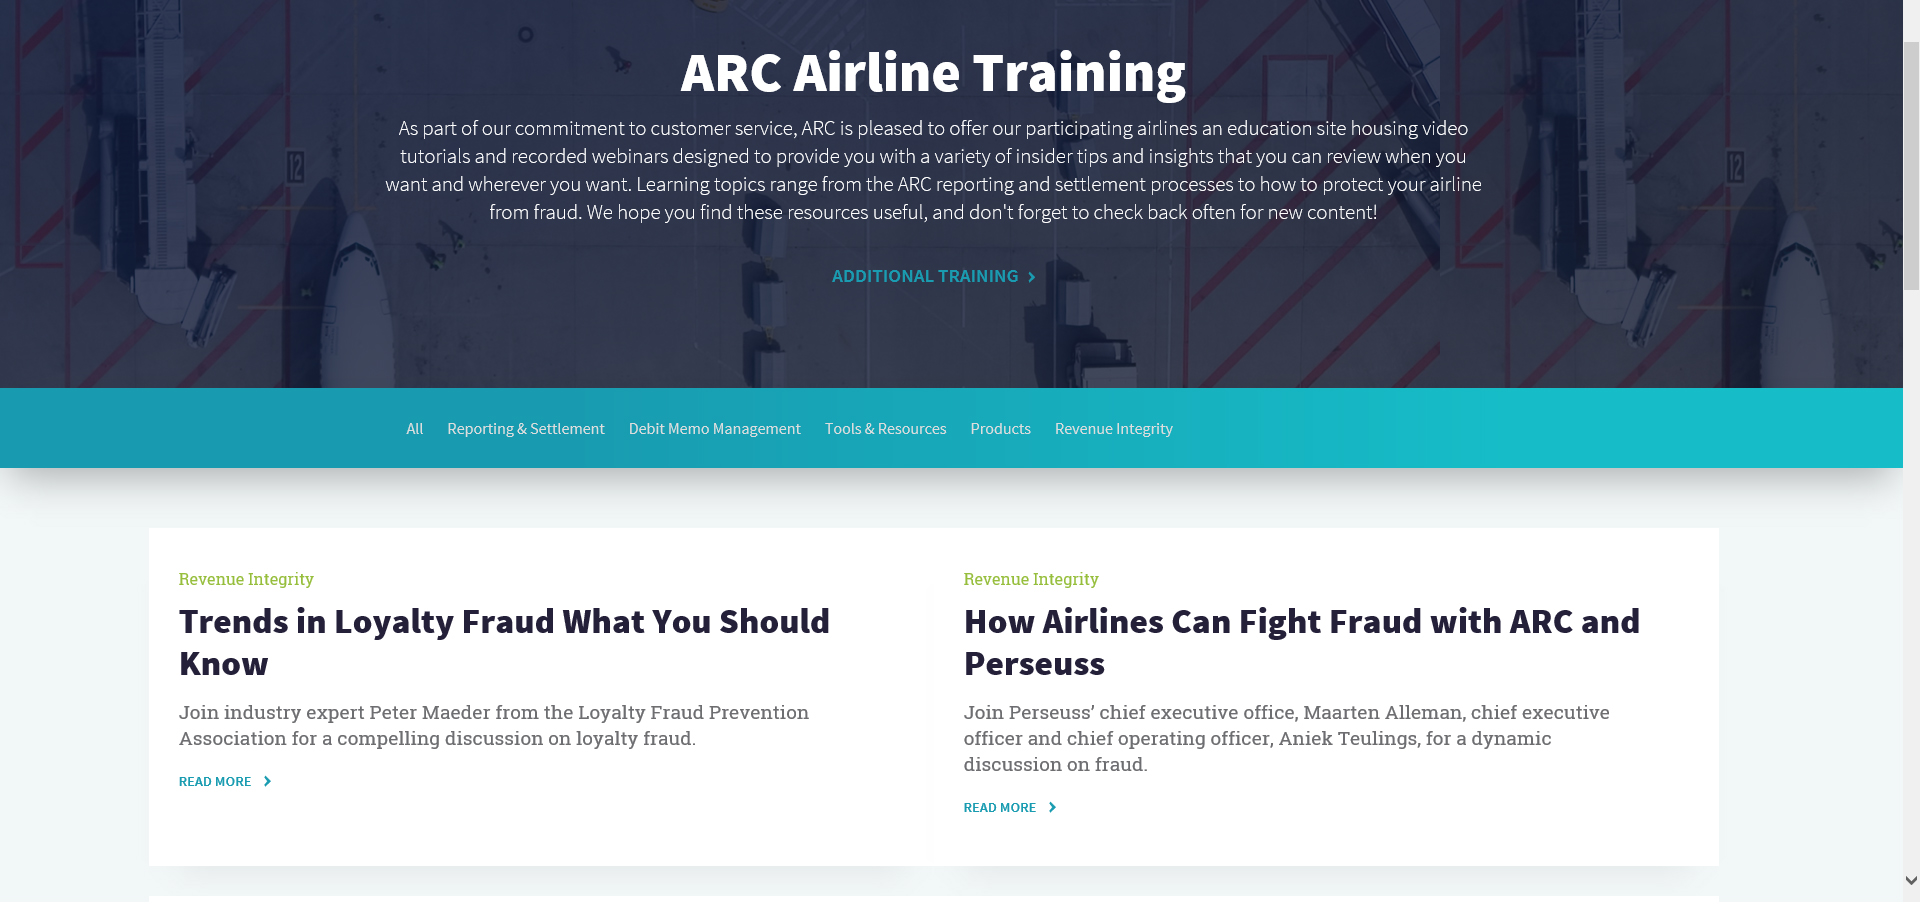 ARC Airline Training
As part of our commitment to customer service, ARC is pleased to offer our participating airlines an education site housing video
tutorials and recorded webinars designed to provide you with a variety of insider tips and insights that you can review when you
want and wherever you want. Learning topics range from the ARC reporting and settlement processes to how to protect your airline
from fraud. We hope you find these resources useful, and don't forget to check back often for new content!
ADDITIONAL TRAINING
12
12
All Reporting & Settlement Debit Memo Management Tools & Resources Products Revenue Integrity
Revenue Integrity
Trends in Loyalty Fraud What You Should
Know
Join industry expert Peter Maeder from the Loyalty Fraud Prevention
Association for a compelling discussion on loyalty fraud.
READ MORE
Revenue Integrity
How Airlines Can Fight Fraud with ARC and
Perseuss
Join Perseuss’ chief executive office, Maarten Alleman, chief executive
officer and chief operating officer, Aniek Teulings, for a dynamic
discussion on fraud.
READ MORE